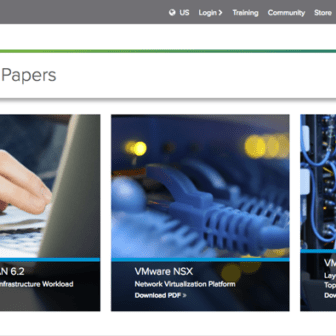 US Login > Training Community Store
Papers
AN 6.2
nfrastructure Workload
VMware NSX
Network Virtualization Platform
Download PDF >
VM
Lay
Top
Dow